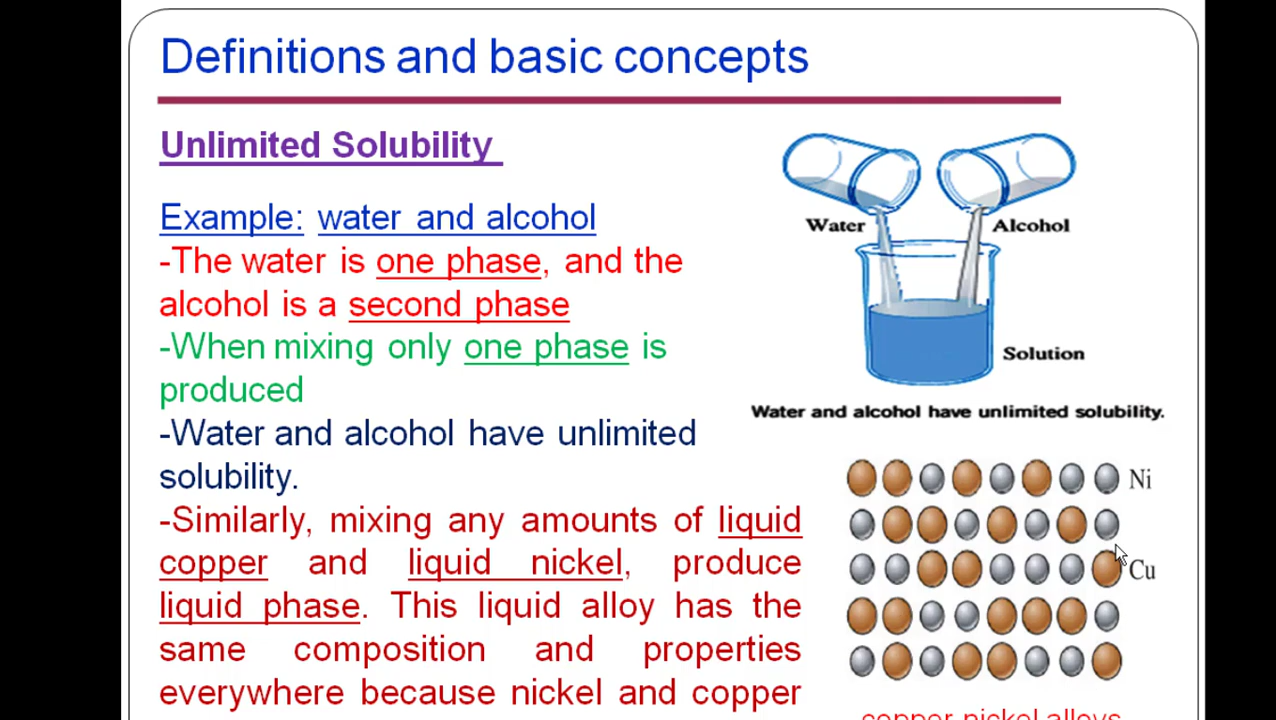 Definitions and basic concepts
Unlimited Solubility
Example: water and alcohol
-The water is one phase, and the
alcohol is a second phase
-When mixing only one phase is
produced
-Water and alcohol have unlimited
solubility.
-Similarly, mixing any amounts of liquid
copper and liquid nickel, produce
liquid phase. This liquid alloy has the
same composition and properties
everywhere because nickel and copper
Water
Alcohol
Solution
Water and alcohol have unlimited solubility.
Ni
Cu
copper nickel alloys